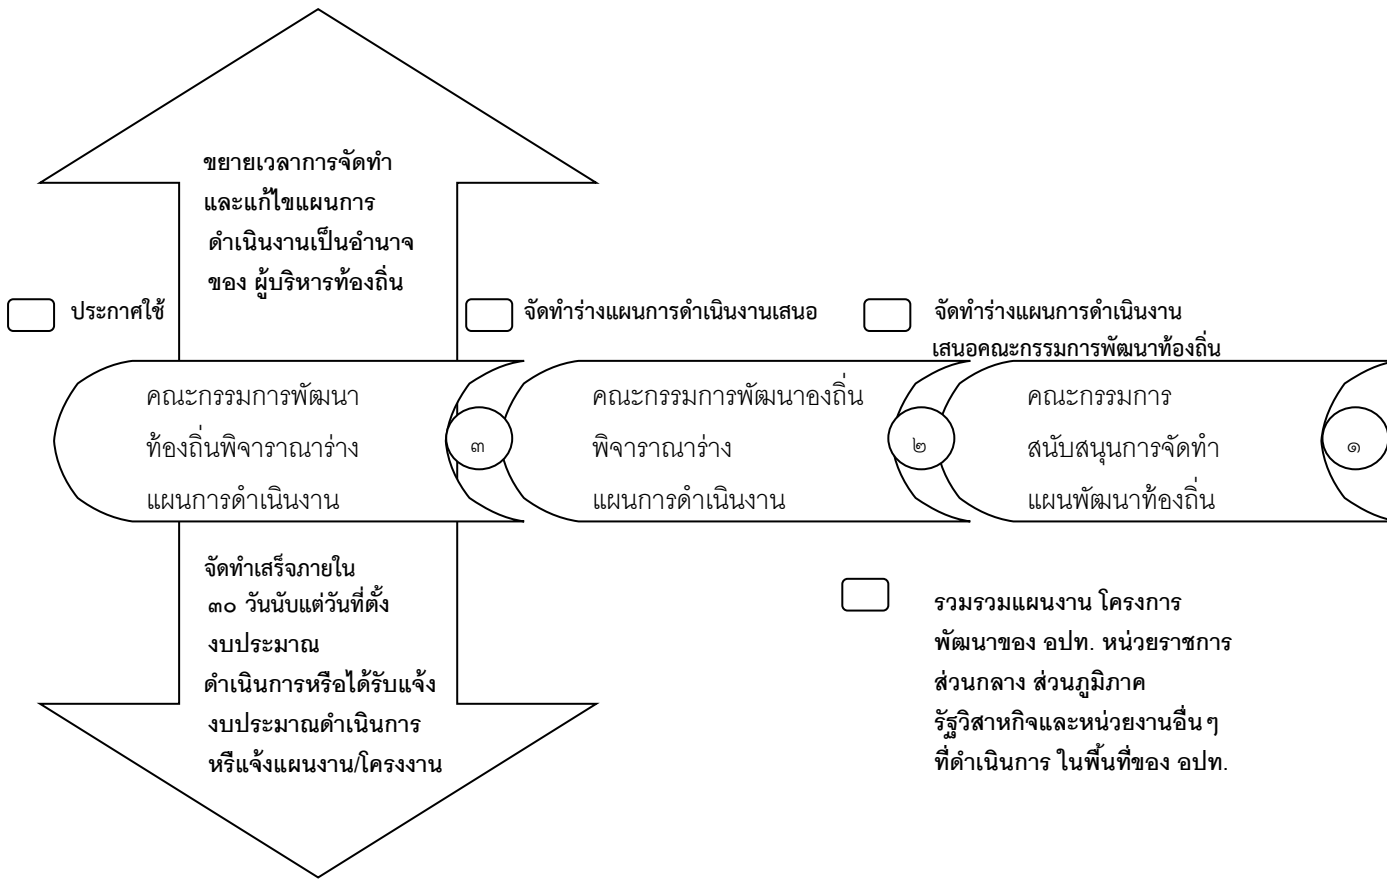 ขยายเวลาการจัดทำ
และแก้ไขแผนการ
ดำเนินงานเป็นอำนาจ
ของ ผู้บริหารท้องถิ่น
ประกาศใช้
จัดทำร่างแผนการดำเนินงานเสนอ
จัดทำร่างแผนการดำเนินงาน
เสนอคณะกรรมการพัฒนาท้องถิ่น
คณะกรรมการพัฒนา
ท้องถิ่นพิจาราณาร่าง
แผนการดำเนินงาน
๓
คณะกรรมการพัฒนาองถิ่น
พิจาราณาร่าง
แผนการดำเนินงาน
๒
คณะกรรมการ
สนับสนุนการจัดทำ
แผนพัฒนาท้องถิ่น
๑
จัดทำเสร็จภายใน
๓๐ วันนับแต่วันที่ตั้ง
งบประมาณ
ดำเนินการหรือได้รับแจ้ง
งบประมาณดำเนินการ
หรืแจ้งแผนงาน/โครงงาน
รวมรวมแผนงาน โครงการ
พัฒนาของ อปท. หน่วยราชการ
ส่วนกลาง ส่วนภูมิภาค
รัฐวิสาหกิจและหน่วยงานอื่นๆ
ที่ดำเนินการ ในพื้นที่ของ อปท.